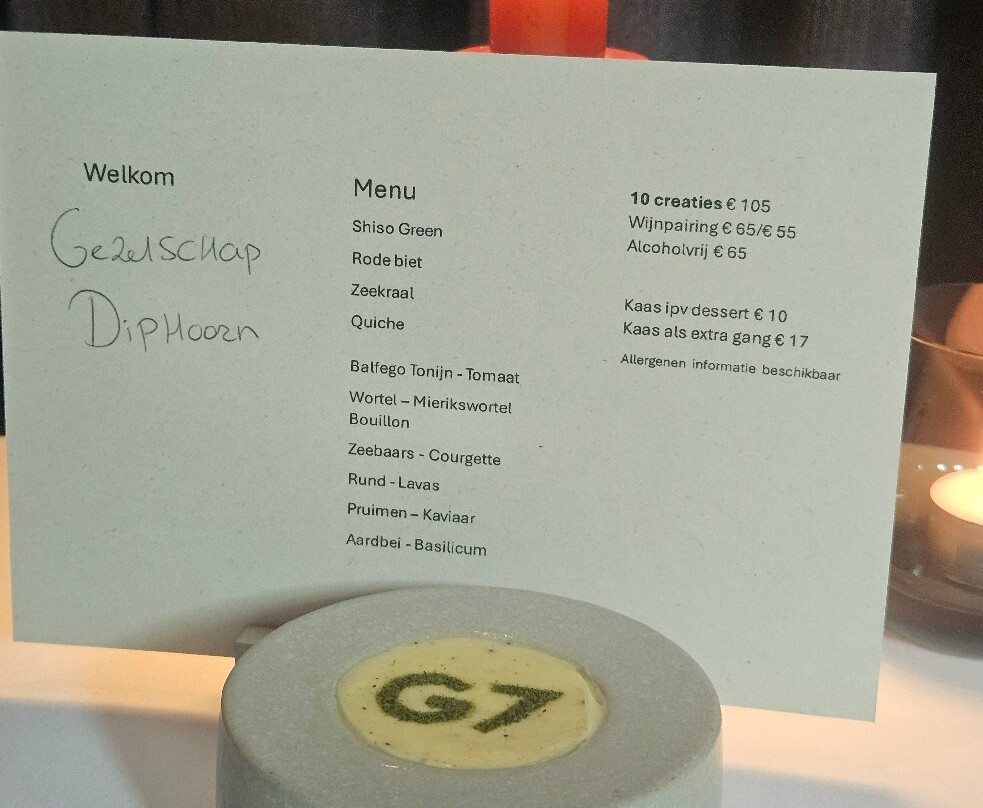 Welkom
Gezelschap
DipHoorn
Menu
Shiso Green
Rode biet
Zeekraal
Quiche
Balfego Tonijn - Tomaat
Wortel – Mierikswortel
Bouillon
Zeebaars - Courgette
Rund - Lavas
Pruimen – Kaviaar
Aardbei - Basilicum
10 creaties € 105
Wijnpairing € 65/€ 55
Alcoholvrij € 65
Kaas ipv dessert € 10
Kaas als extra gang € 17
Allergenen informatie beschikbaar
G7